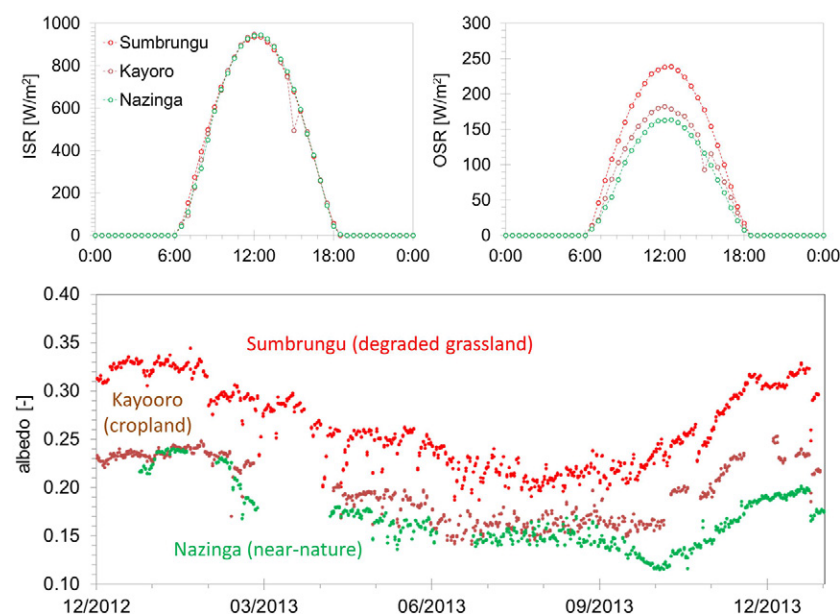 1000
800
600
400
200
0
ISR [W/m²]
Sumbrungu
Kayoro
Nazinga
0:00 6:00 12:00 18:00 0:00
300
250
200
150
100
50
0
OSR [W/m²]
0:00 6:00 12:00 18:00 0:00
0.40
0.35
0.30
0.25
0.20
0.15
0.10
albedo [-]
Sumbrungu (degraded grassland)
Kayooro
(cropland)
Nazinga (near-nature)
12/2012 03/2013 06/2013 09/2013 12/2013